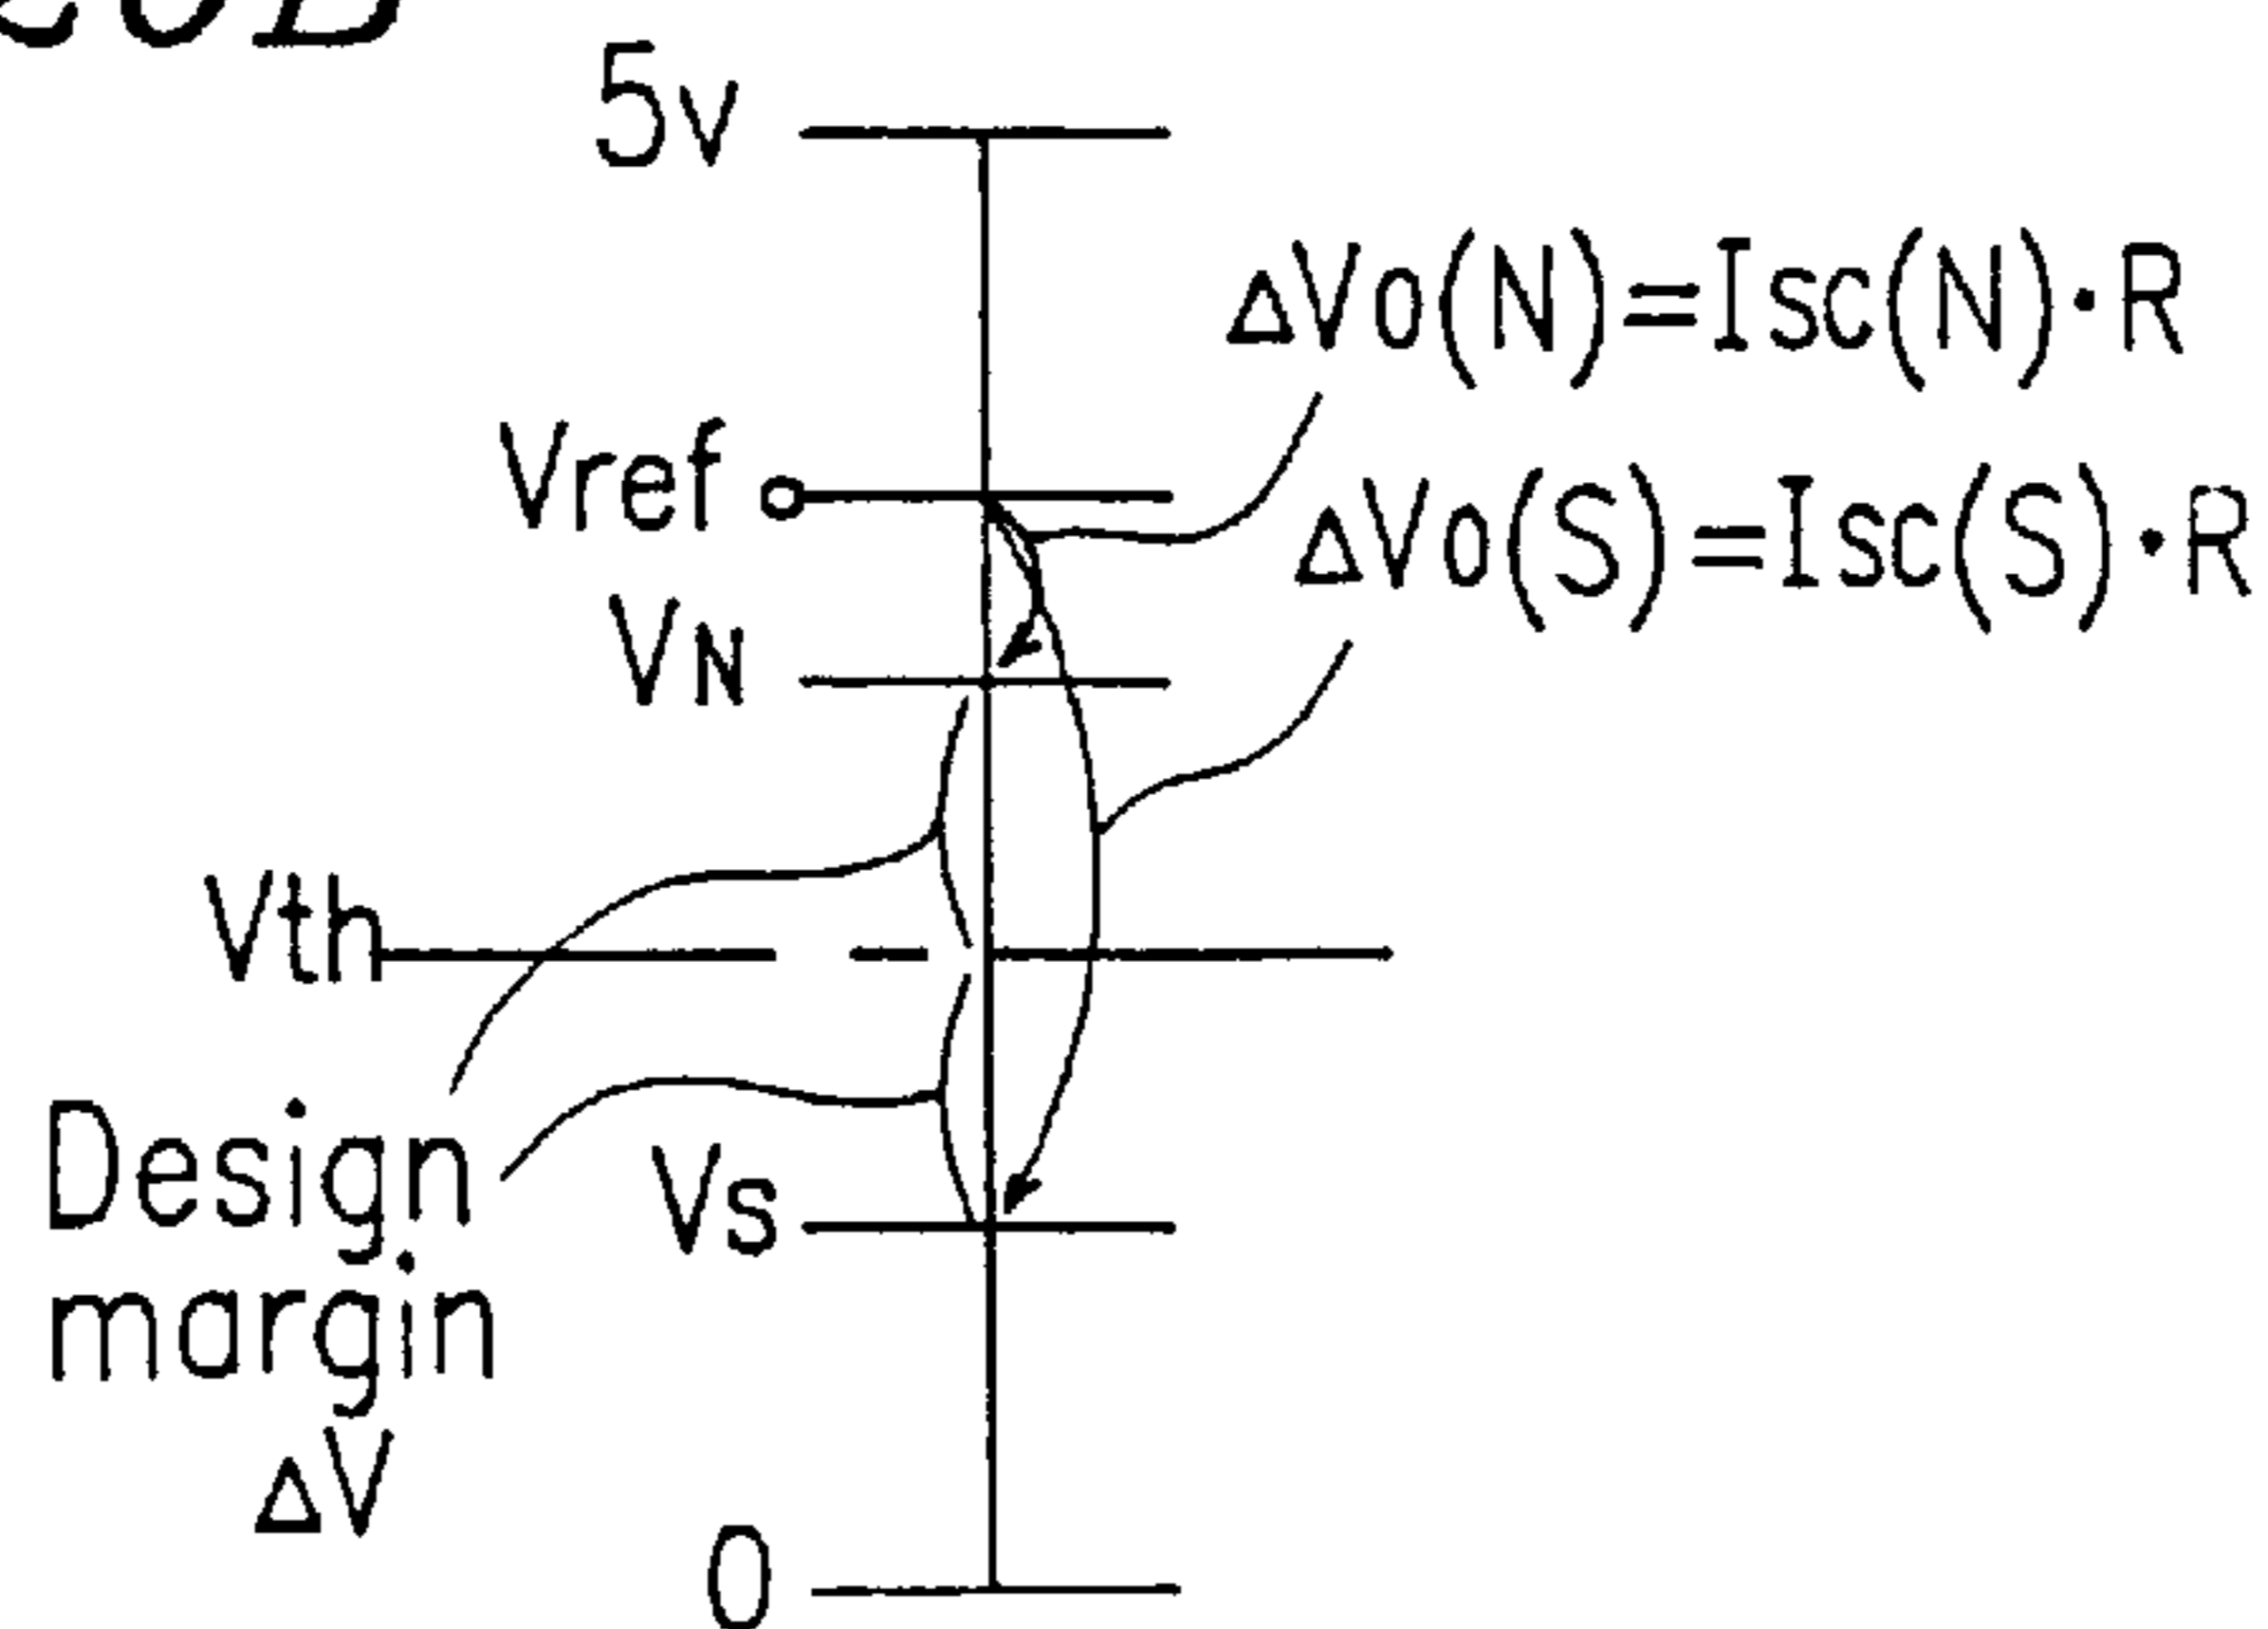 5v
ΔVo(N)=Isc(N)·R
Vref
ΔVo(S)=Isc(S)·R
VN
Vth
Design
margin
ΔV
Vs
0